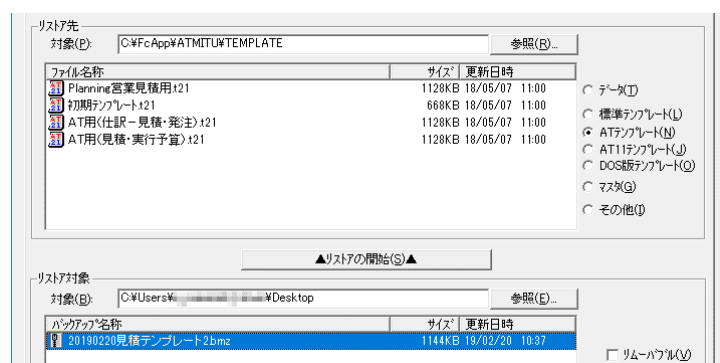 リストア先
対象(P): C:¥FcApp¥ATMITU¥TEMPLATE 参照(R)...
ファイル名称 サイズ 更新日時
Planning営業見積用.t21 1128KB 18/05/07 11:00
初期テンプレート.t21 668KB 18/05/07 11:00
AT用(仕訳－見積・発注).t21 1128KB 18/05/07 11:00
AT用(見積・実行予算).t21 1128KB 18/05/07 11:00
データ(T)
標準テンプレート(L)
ATテンプレート(N)
AT11テンプレート(J)
DOS版テンプレート(O)
マスタ(G)
その他(I)
▲リストアの開始(S)▲
リストア対象
対象(B): C:¥Users¥ ¥Desktop 参照(E)...
バックアップ名称 サイズ 更新日時
20190220見積テンプレート2.bmz 1144KB 19/02/20 10:37
リムーバブル(V)